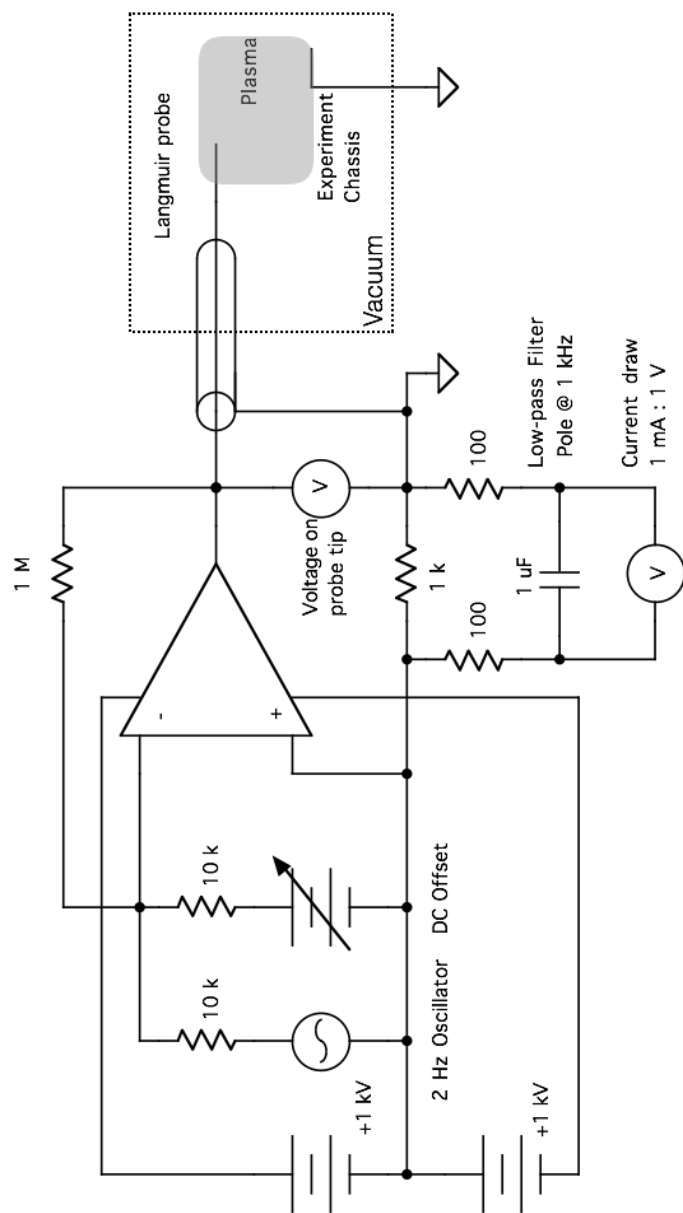 Langmuir probe
Plasma
Experiment
Chassis
Vacuum
1 M
-
+
V
Voltage on
probe tip
1 k
100
100
1 uF
Low-pass Filter
Pole @ 1 kHz
V
Current draw
1 mA : 1 V
10 k
10 k
DC Offset
2 Hz Oscillator
+1 kV
+1 kV